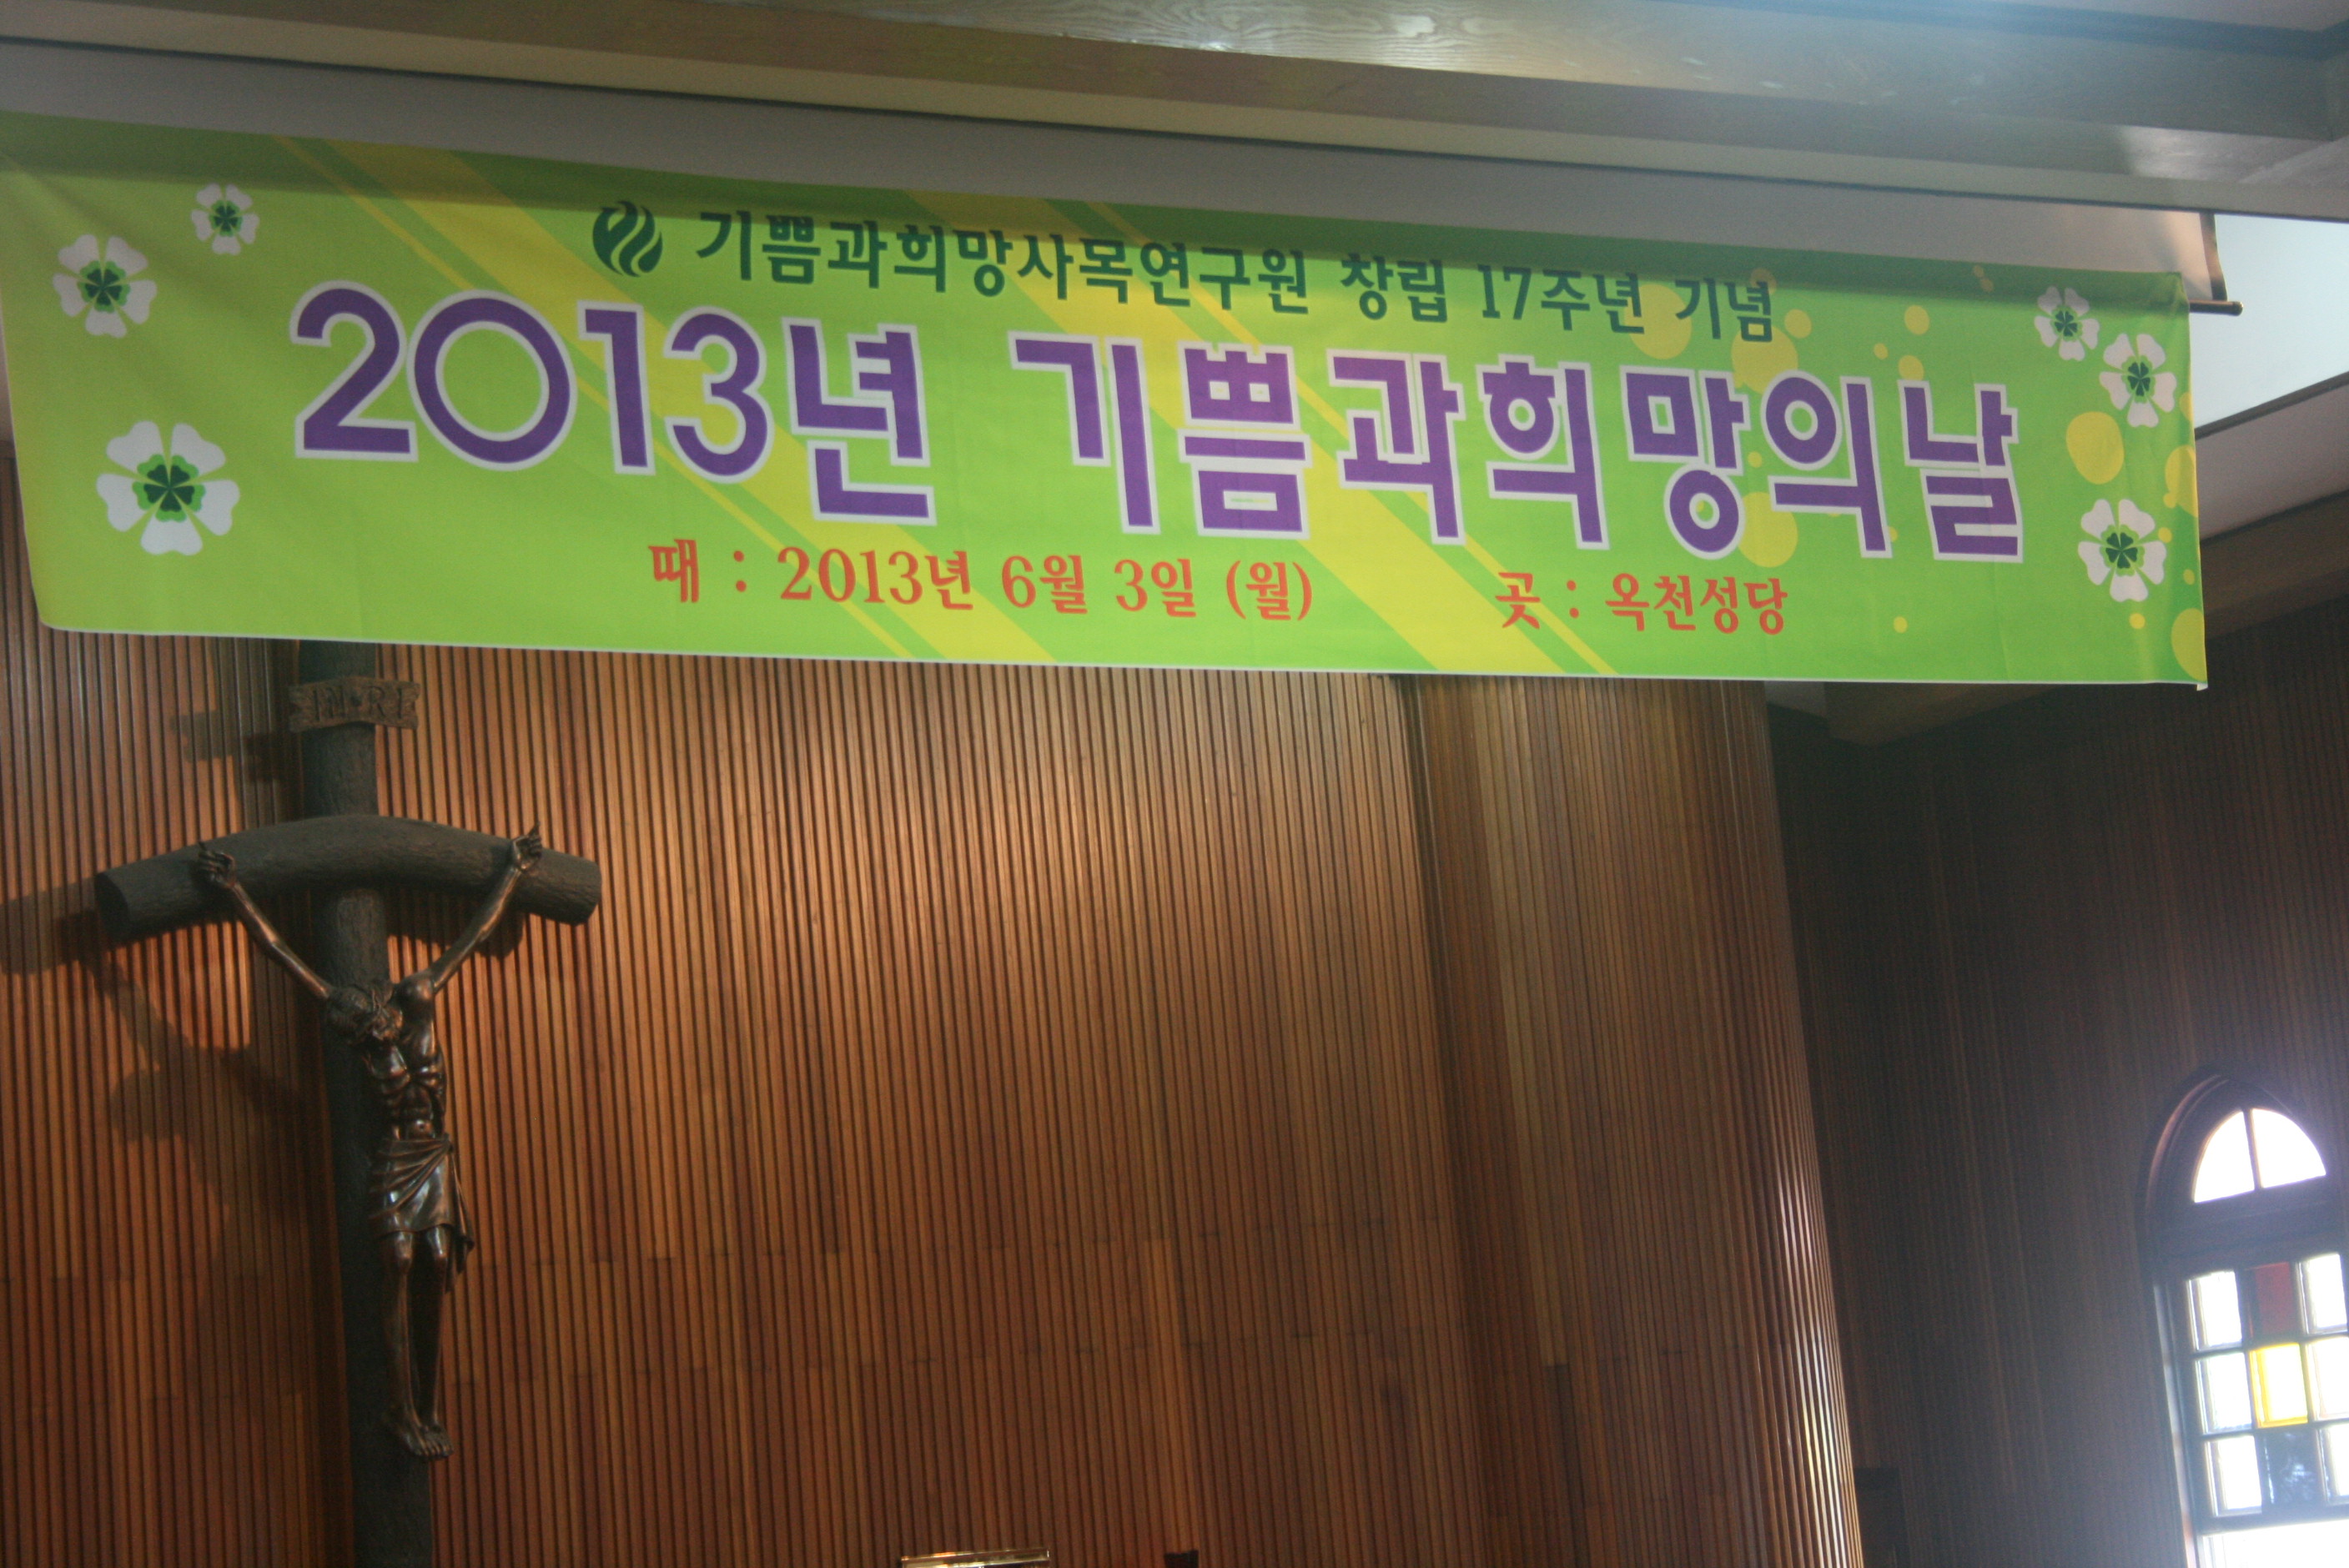 기쁨과희망사목연구원 창립 17주년 기념
2013년 기쁨과희망의날
때 : 2013년 6월 3일 (월) 곳 : 옥천성당